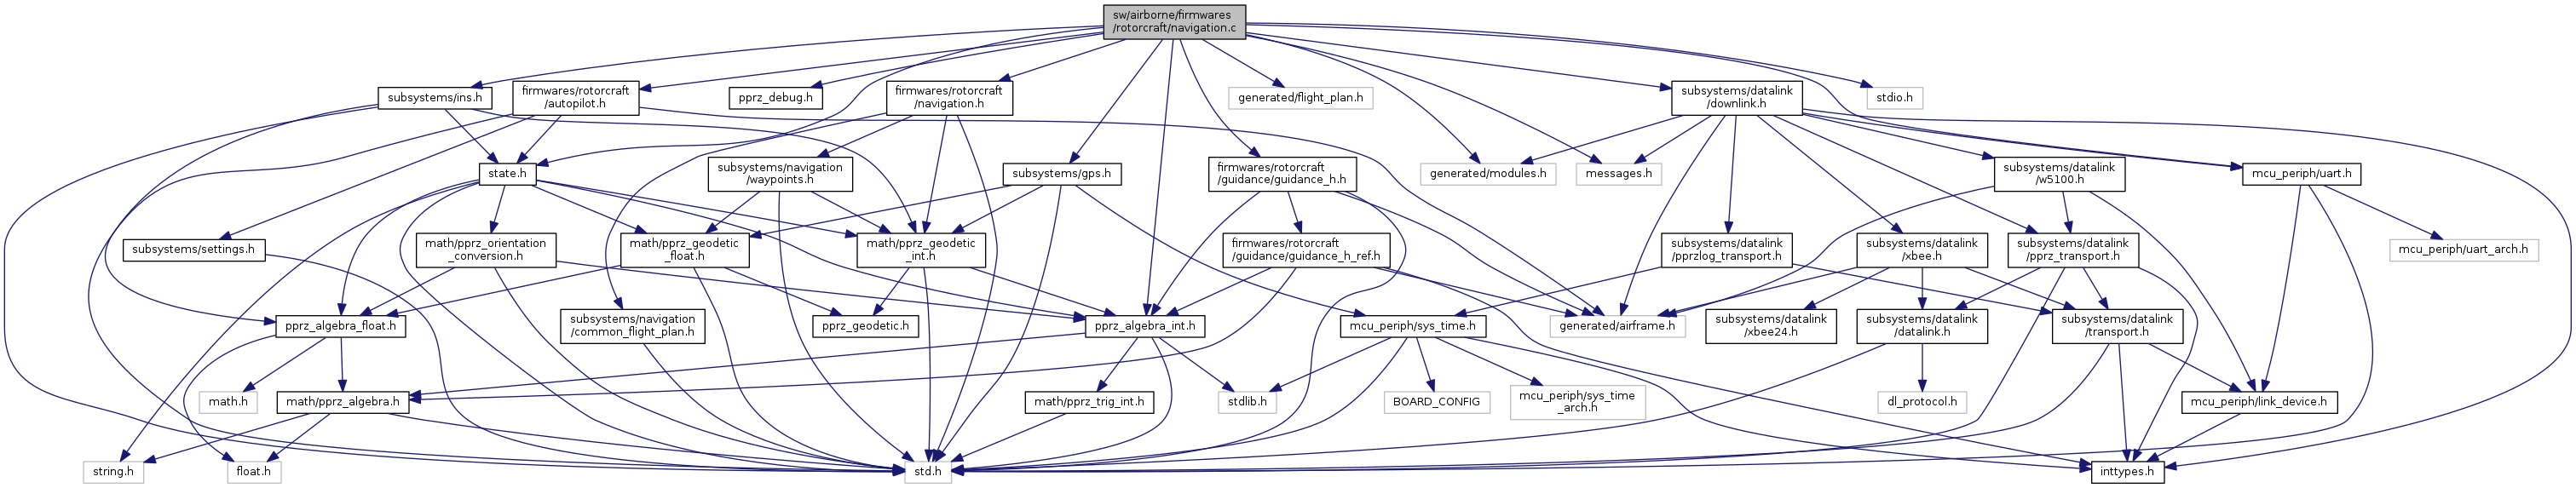 sw/airborne/firmwares
/rotorcraft/navigation.c
subsystems/ins.h
firmwares/rotorcraft
/autopilot.h
pprz_debug.h
firmwares/rotorcraft
/navigation.h
generated/flight_plan.h
subsystems/datalink
/downlink.h
stdio.h
state.h
subsystems/navigation
/waypoints.h
subsystems/gps.h
firmwares/rotorcraft
/guidance/guidance_h.h
generated/modules.h
messages.h
subsystems/datalink
/w5100.h
mcu_periph/uart.h
subsystems/settings.h
math/pprz_orientation
_conversion.h
math/pprz_geodetic
_float.h
math/pprz_geodetic
_int.h
firmwares/rotorcraft
/guidance/guidance_h_ref.h
subsystems/datalink
/pprzlog_transport.h
subsystems/datalink
/xbee.h
subsystems/datalink
/pprz_transport.h
mcu_periph/uart_arch.h
pprz_algebra_float.h
subsystems/navigation
/common_flight_plan.h
pprz_geodetic.h
pprz_algebra_int.h
mcu_periph/sys_time.h
generated/airframe.h
subsystems/datalink
/xbee24.h
subsystems/datalink
/datalink.h
subsystems/datalink
/transport.h
math.h
math/pprz_algebra.h
math/pprz_trig_int.h
stdlib.h
BOARD_CONFIG
mcu_periph/sys_time
_arch.h
dl_protocol.h
mcu_periph/link_device.h
string.h
float.h
std.h
inttypes.h